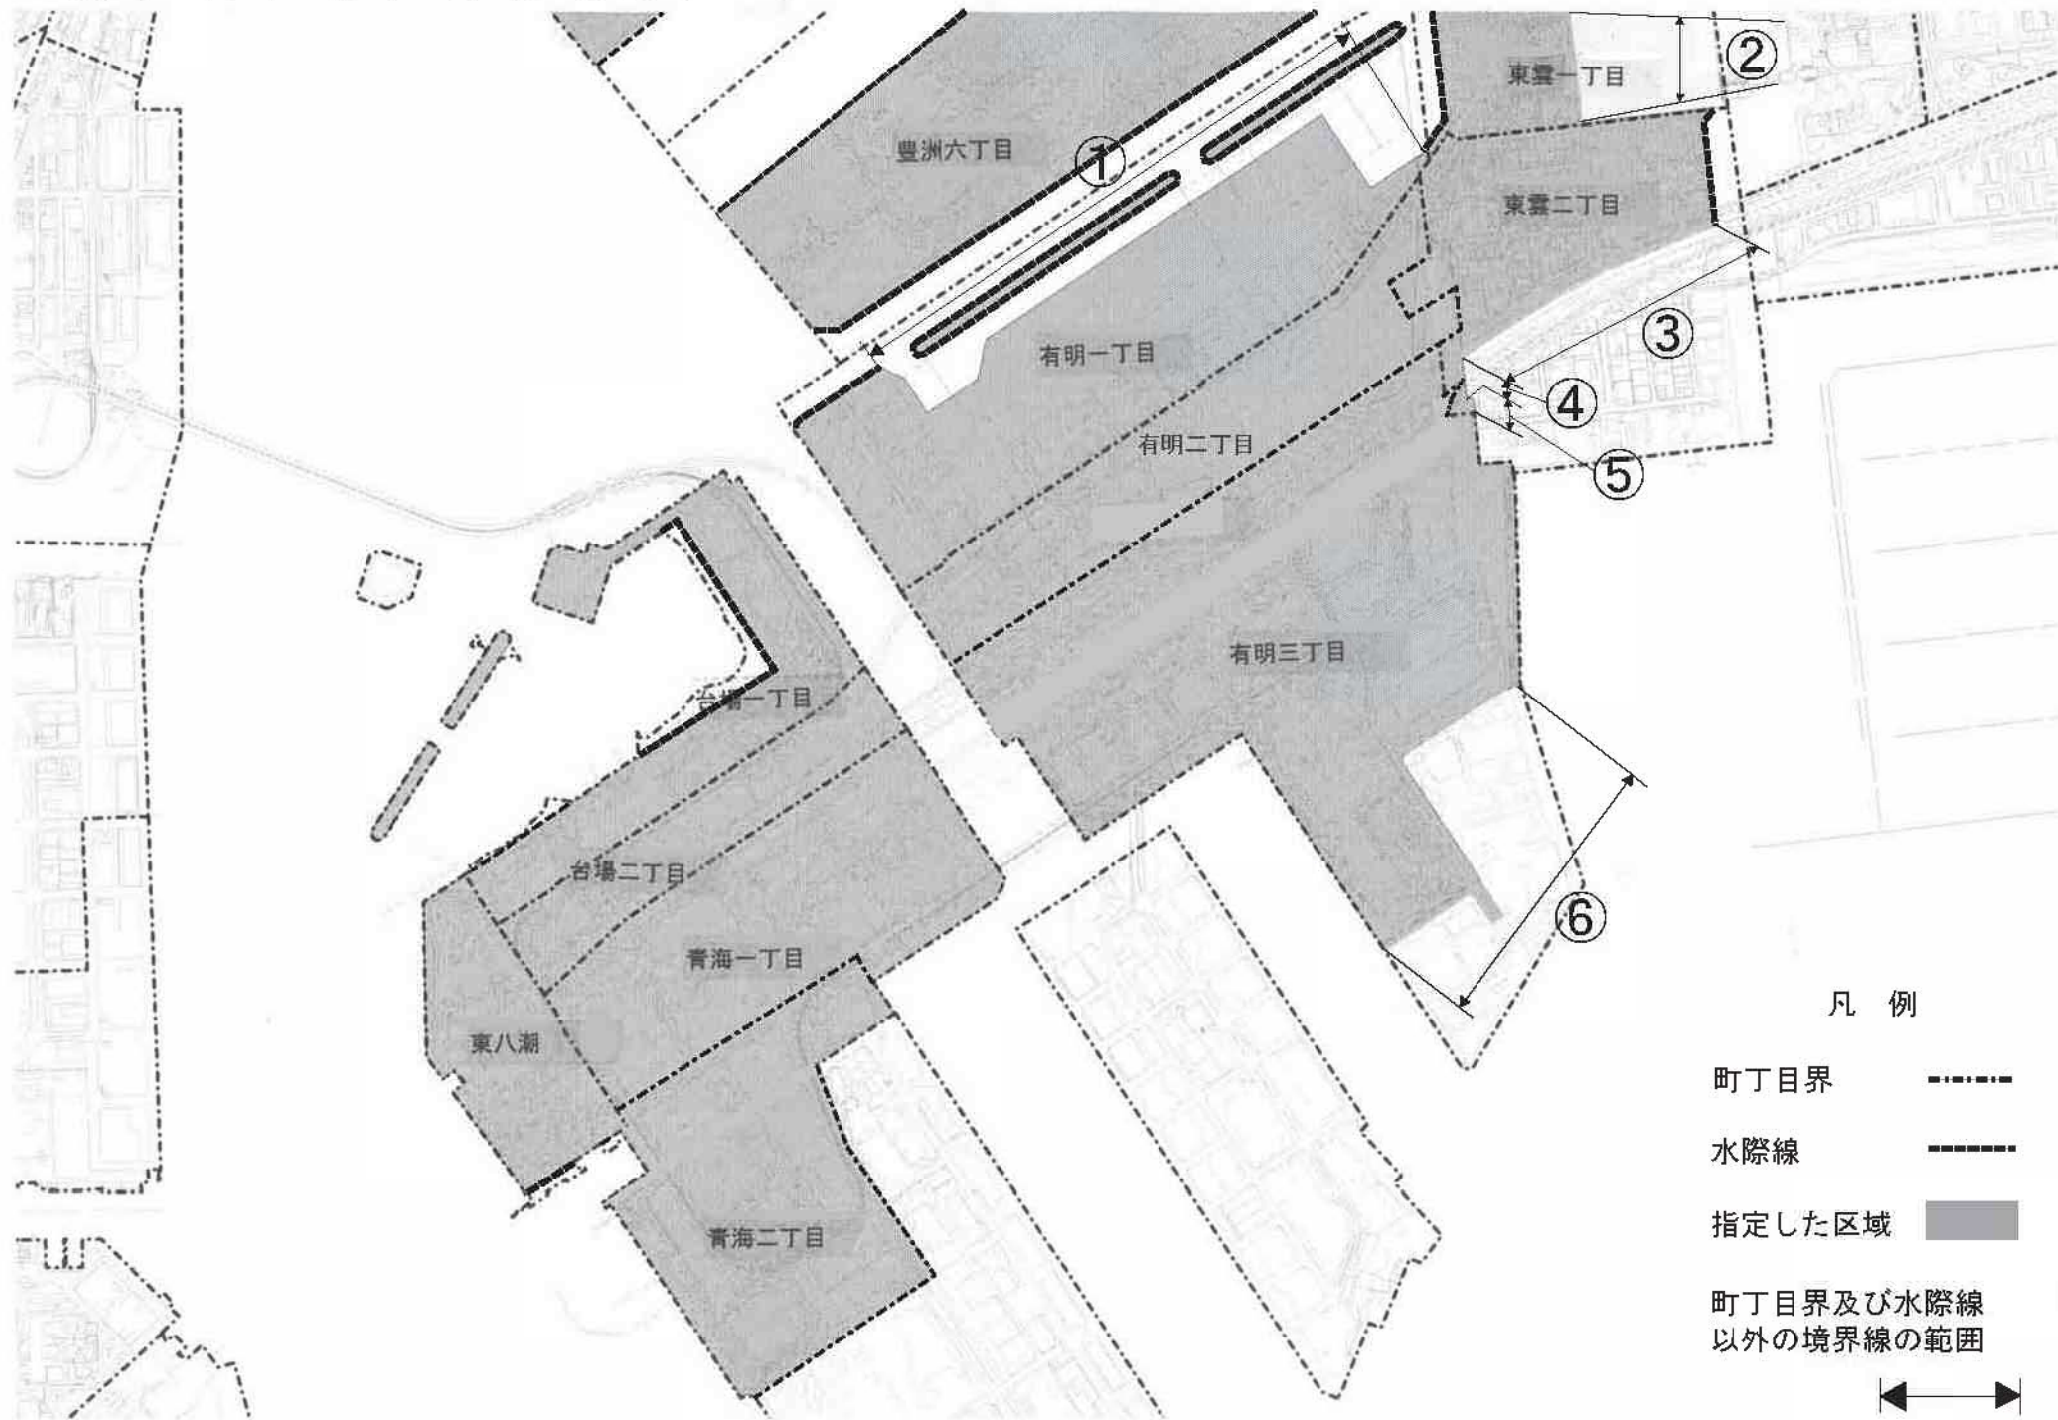 ②
東雲一丁目
豊洲六丁目
①
東雲二丁目
③
有明一丁目
④
有明二丁目
⑤
有明三丁目
台場一丁目
台場二丁目
⑥
青海一丁目
東八潮
青海二丁目
凡 例
町丁目界
水際線
指定した区域
町丁目界及び水際線
以外の境界線の範囲